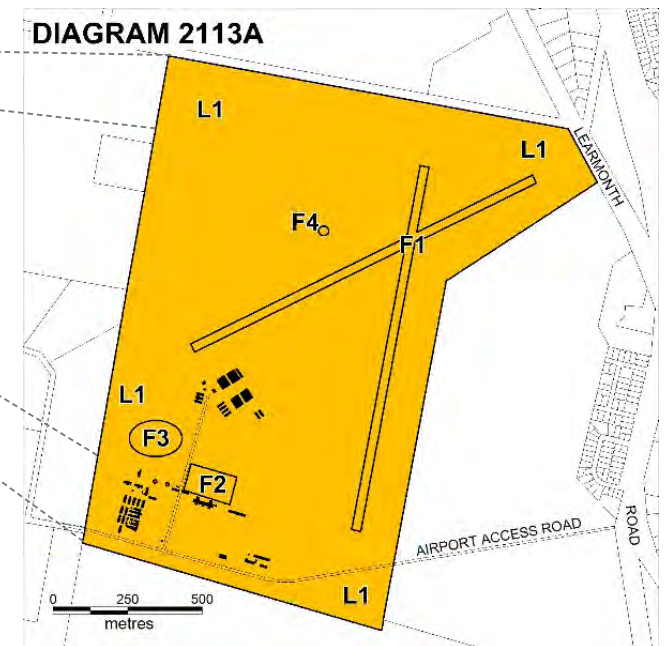 DIAGRAM 2113A
L1
L1
LEARMONTH
F4
F1
L1
F3
F2
ROAD
AIRPORT ACCESS ROAD
L1
0 250 500
metres